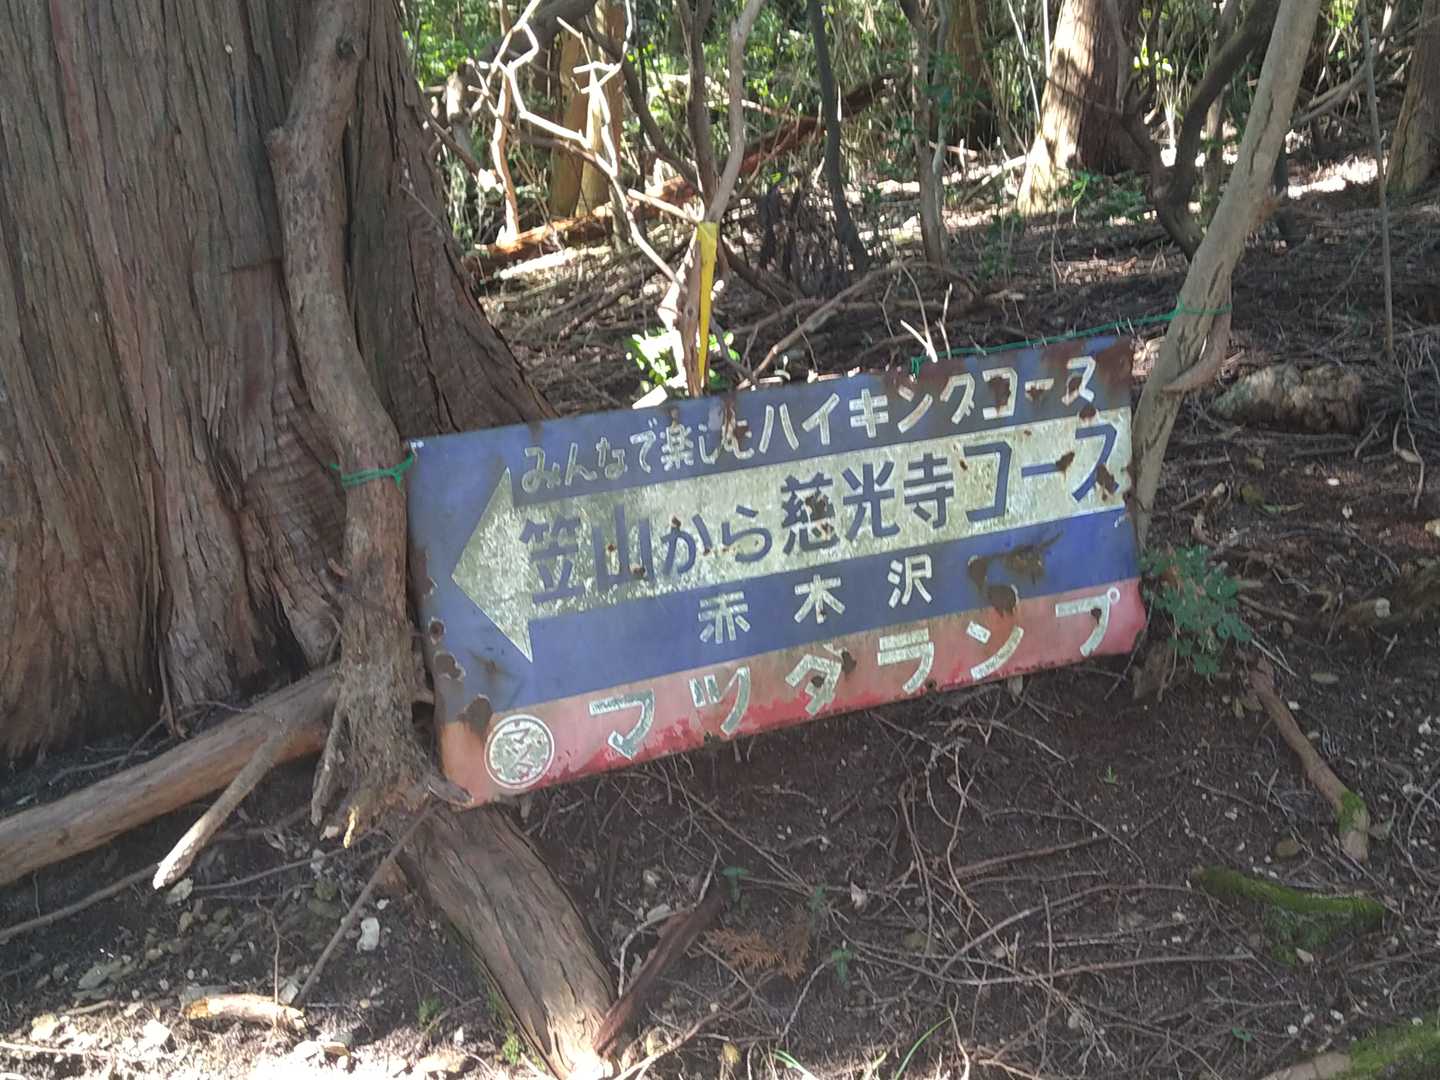 みんなで楽しむハイキングコース
笠山から慈光寺コース
赤木沢
マツダランプ